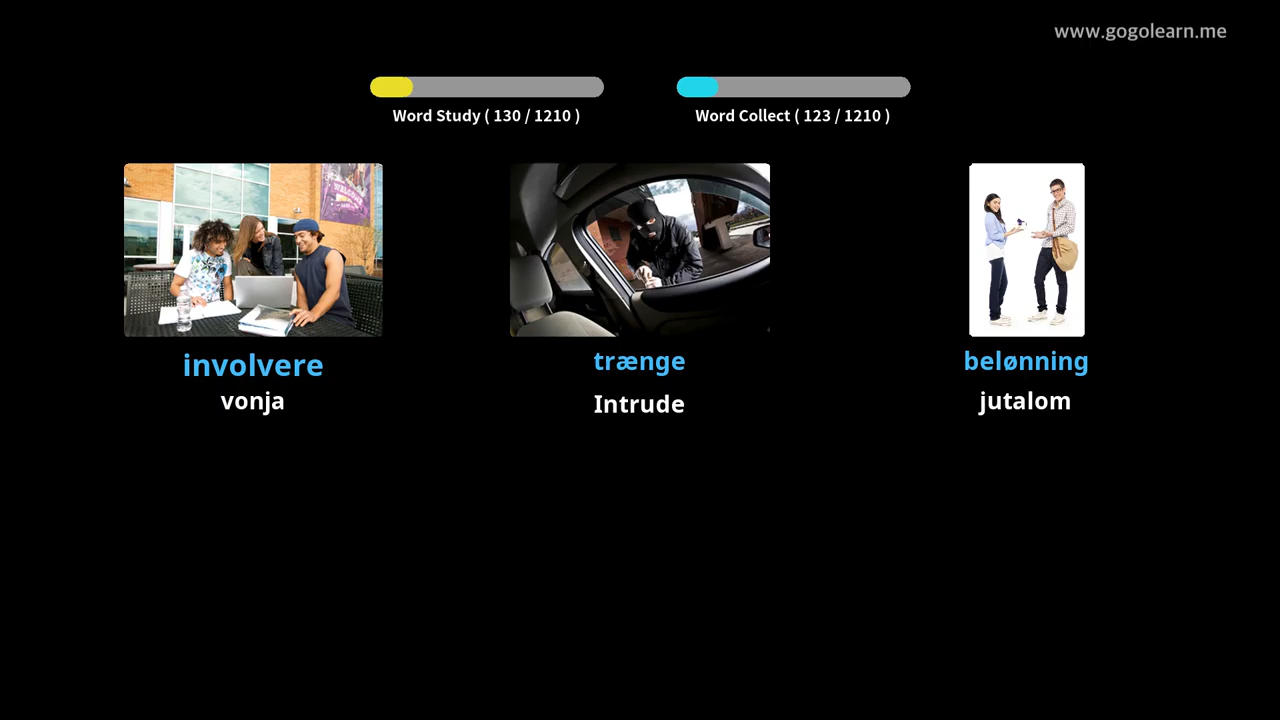 www.gogolearn.me
Word Study ( 130 / 1210 )
Word Collect ( 123 / 1210 )
involvere
vonja
trænge
Intrude
belønning
jutalom